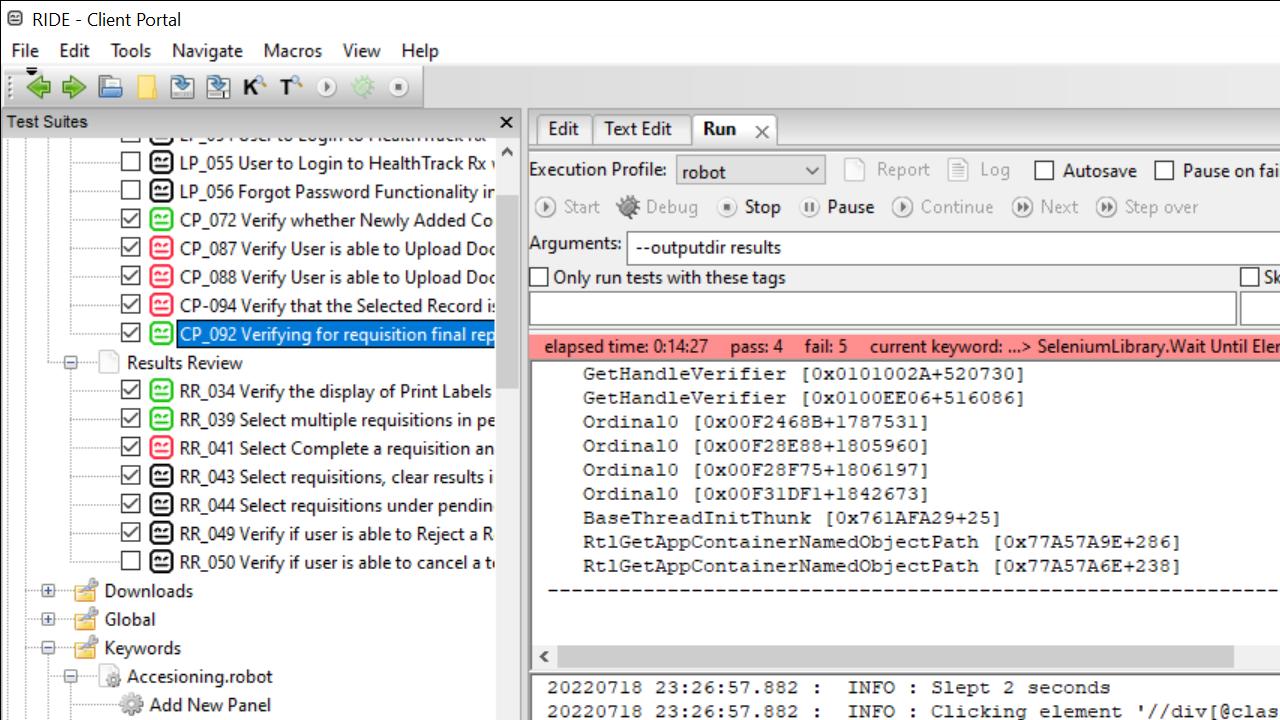 RIDE - Client Portal
File Edit Tools Navigate Macros View Help
K T
Test Suites
Edit Text Edit Run
LP_055 User to Login to HealthTrack Rx
LP_056 Forgot Password Functionality in
CP_072 Verify whether Newly Added Co
CP_087 Verify User is able to Upload Doc
CP_088 Verify User is able to Upload Doc
CP-094 Verify that the Selected Record is
CP_092 Verifying for requisition final rep
Results Review
RR_034 Verify the display of Print Labels
RR_039 Select multiple requisitions in pe
RR_041 Select Complete a requisition an
RR_043 Select requisitions, clear results i
RR_044 Select requisitions under pendin
RR_049 Verify if user is able to Reject a R
RR_050 Verify if user is able to cancel a t
Downloads
Global
Keywords
Accesioning.robot
Add New Panel
Execution Profile: robot Report Log Autosave Pause on fai
Start Debug Stop Pause Continue Next Step over
Arguments: --outputdir results
Only run tests with these tags Sk
elapsed time: 0:14:27 pass: 4 fail: 5 current keyword: ...> SeleniumLibrary.Wait Until Elem
GetHandleVerifier [0x0101002A+520730]
GetHandleVerifier [0x0100EE06+516086]
Ordinal0 [0x00F2468B+1787531]
Ordinal0 [0x00F28E88+1805960]
Ordinal0 [0x00F28F75+1806197]
Ordinal0 [0x00F31DF1+1842673]
BaseThreadInitThunk [0x761AFA29+25]
RtlGetAppContainerNamedObjectPath [0x77A57A9E+286]
RtlGetAppContainerNamedObjectPath [0x77A57A6E+238]
------------------------------------------------------------
20220718 23:26:57.882 : INFO : Slept 2 seconds
20220718 23:26:57.882 : INFO : Clicking element '//div[@clas